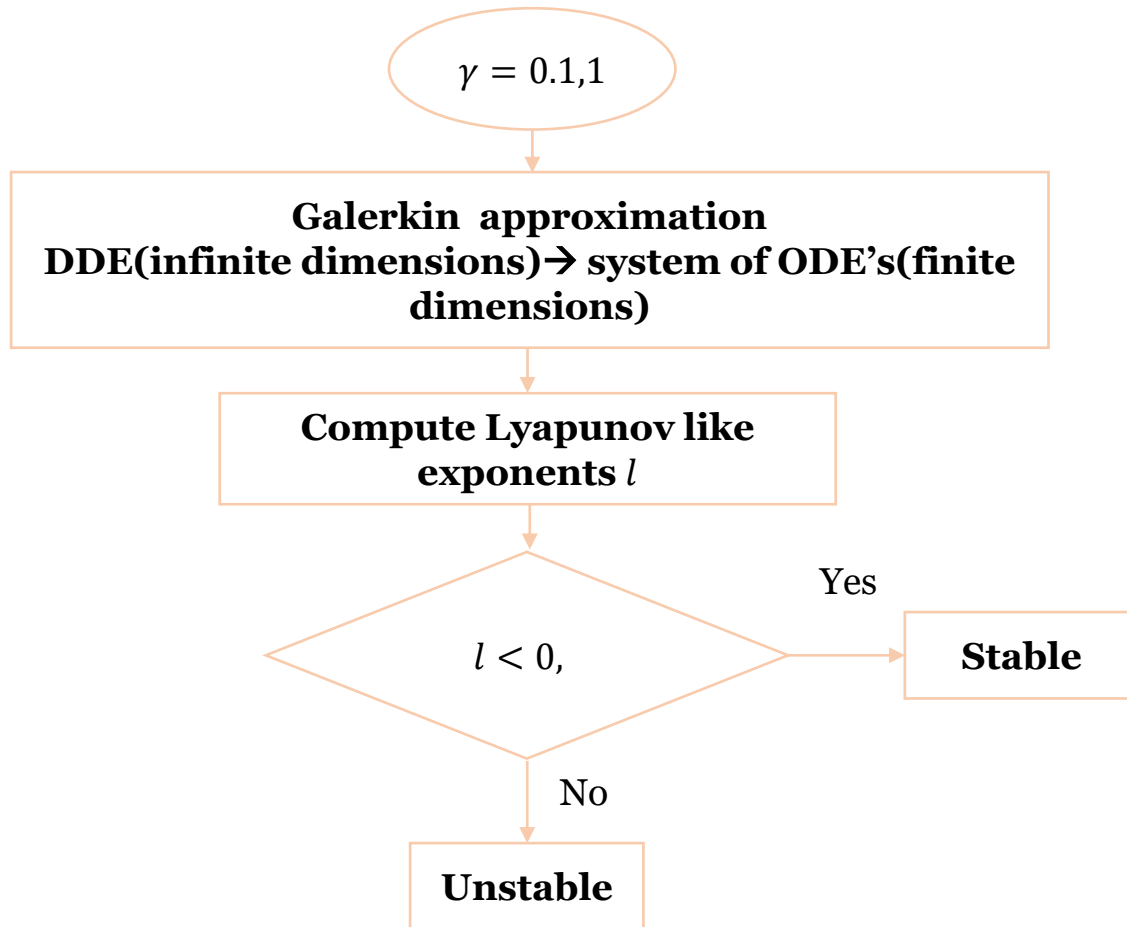 γ = 0.1,1
Galerkin approximation
DDE(infinite dimensions)→ system of ODE’s(finite
dimensions)
Compute Lyapunov like
exponents l
l < 0,
Yes
Stable
No
Unstable